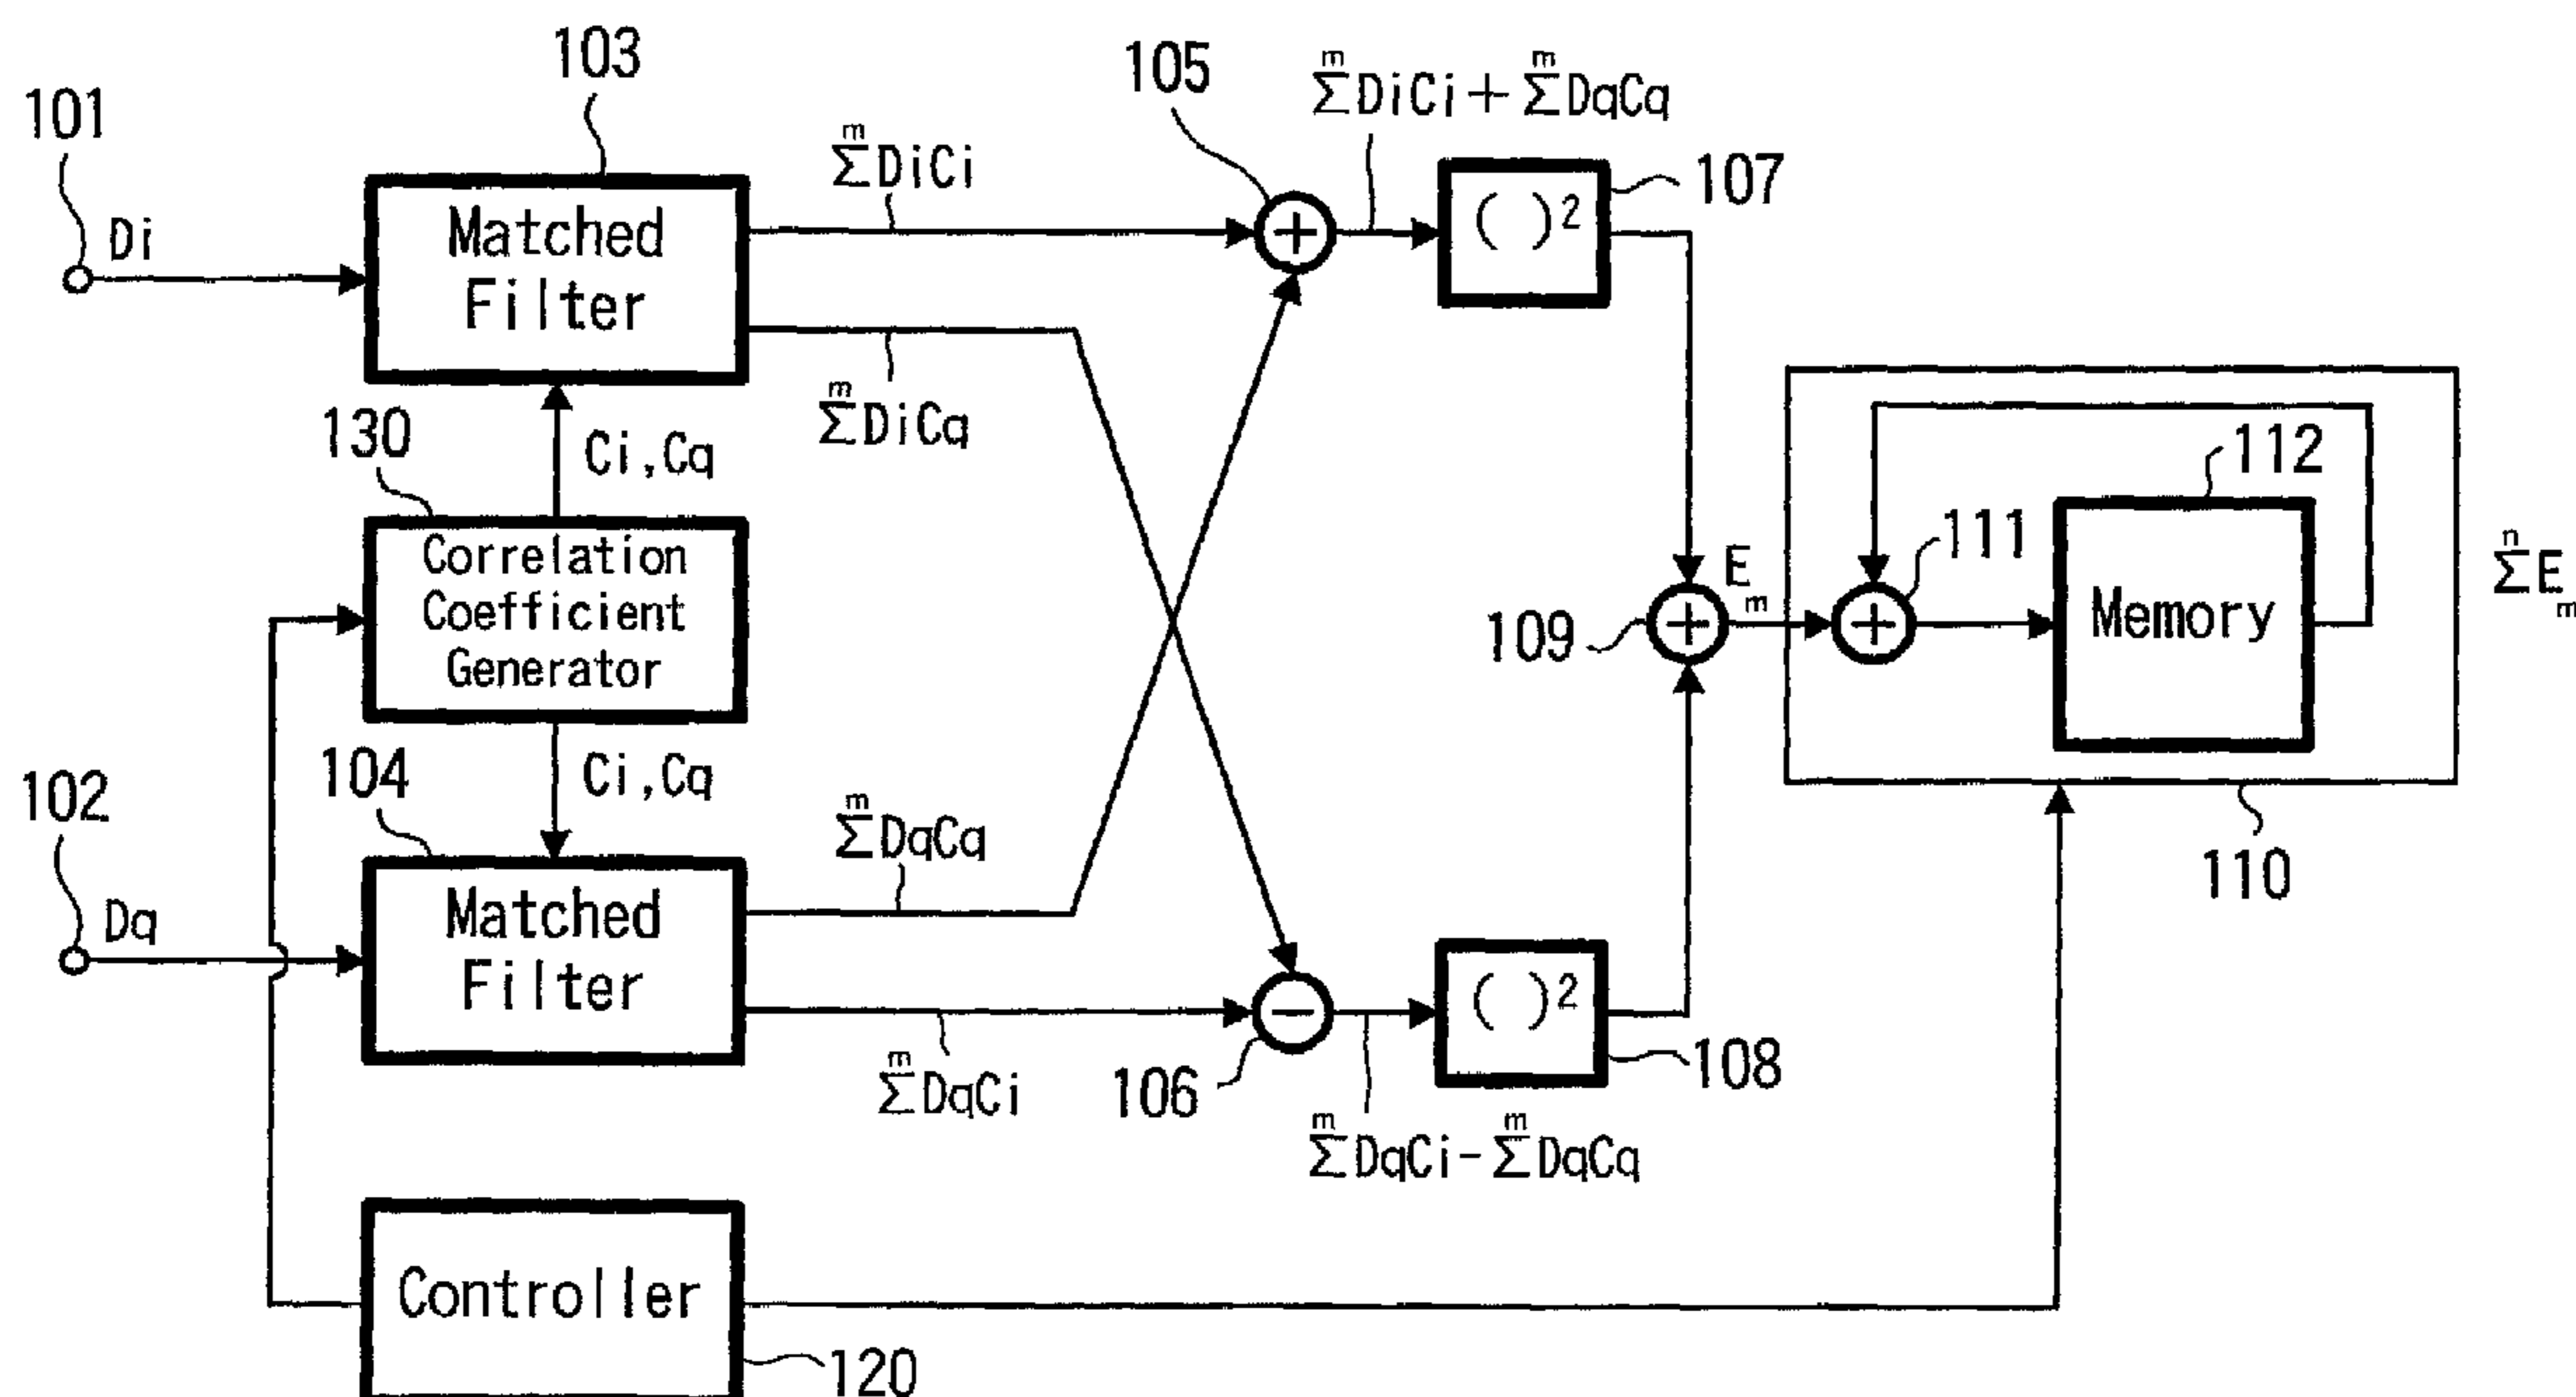 103
105
m m
ΣDiCi+ΣDqCq
101
m
ΣDiCi
107
Di
Matched
Filter
+
( )2
m
ΣDiCq
130
Ci,Cq
112
Correlation
Coefficient
Generator
111
E
m
n
ΣE
m
+
+
Memory
109
104
Ci,Cq
102
m
ΣDqCq
110
Dq
Matched
Filter
−
( )2
m
ΣDqCi
106
108
m m
ΣDqCi-ΣDqCq
Controller
120